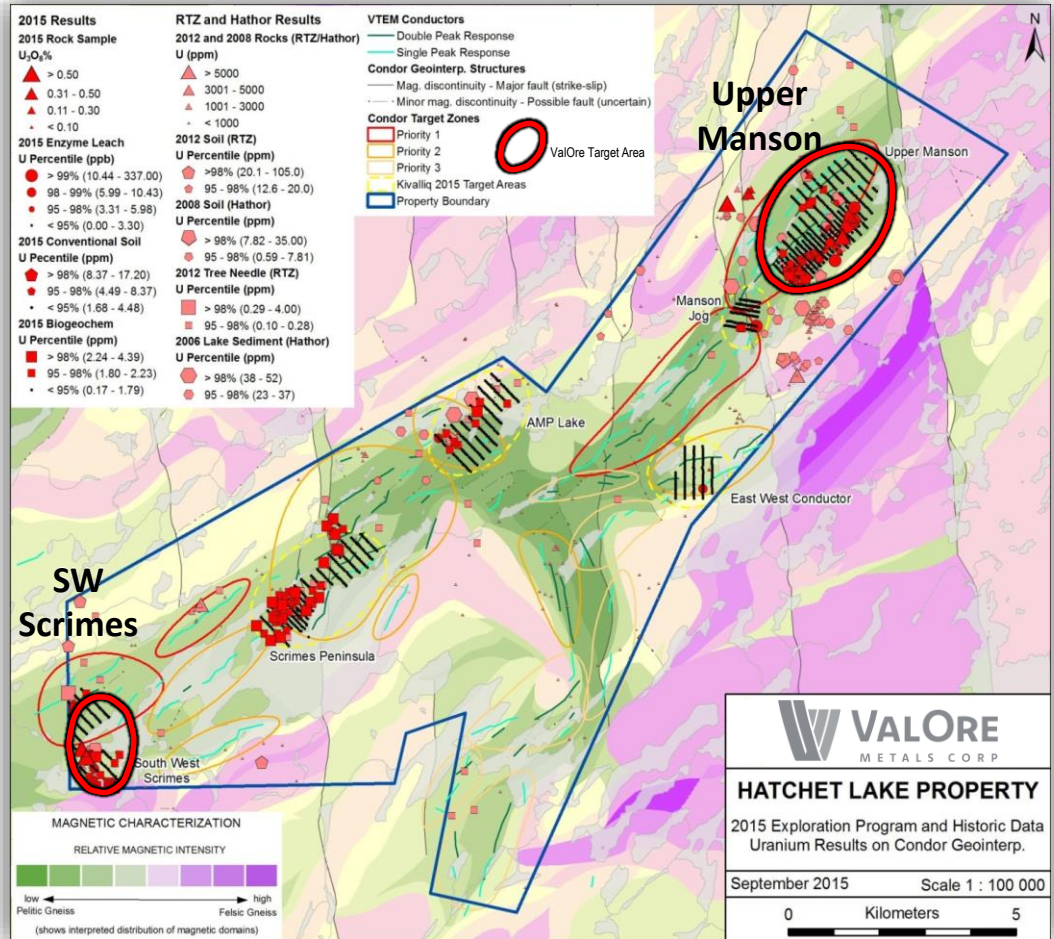 2015 Results
2015 Rock Sample
U₃O₈%
> 0.50
0.31 - 0.50
0.11 - 0.30
< 0.10
2015 Enzyme Leach
U Percentile (ppb)
> 99% (10.44 - 337.00)
98 - 99% (5.99 - 10.43)
95 - 98% (3.31 - 5.98)
< 95% (0.00 - 3.30)
2015 Conventional Soil
U Pecentile (ppm)
> 98% (8.37 - 17.20)
95 - 98% (4.49 - 8.37)
< 95% (1.68 - 4.48)
2015 Biogeochem
U Percentile (ppm)
> 98% (2.24 - 4.39)
95 - 98% (1.80 - 2.23)
< 95% (0.17 - 1.79)
RTZ and Hathor Results
2012 and 2008 Rocks (RTZ/Hathor)
U (ppm)
> 5000
3001 - 5000
1001 - 3000
< 1000
2012 Soil (RTZ)
U Percentile (ppm)
>98% (20.1 - 105.0)
95 - 98% (12.6 - 20.0)
2008 Soil (Hathor)
U Percentile (ppm)
> 98% (7.82 - 35.00)
95 - 98% (0.59 - 7.81)
2012 Tree Needle (RTZ)
U Percentile (ppm)
> 98% (0.29 - 4.00)
95 - 98% (0.10 - 0.28)
2006 Lake Sediment (Hathor)
U Percentile (ppm)
> 98% (38 - 52)
95 - 98% (23 - 37)
VTEM Conductors
Double Peak Response
Single Peak Response
Condor Geointerp. Structures
Mag. discontinuity - Major fault (strike-slip)
Minor mag. discontinuity - Possible fault (uncertain)
Condor Target Zones
Priority 1
Priority 2
Priority 3
Kivalliq 2015 Target Areas
Property Boundary
ValOre Target Area
N
Upper
Manson
Upper Manson
Manson
Jog
AMP Lake
East West Conductor
SW
Scrimes
Scrimes Peninsula
South West
Scrimes
MAGNETIC CHARACTERIZATION
RELATIVE MAGNETIC INTENSITY
low high
Pelitic Gneiss Felsic Gneiss
(shows interpreted distribution of magnetic domains)
VALORE
METALS CORP
HATCHET LAKE PROPERTY
2015 Exploration Program and Historic Data
Uranium Results on Condor Geointerp.
September 2015 Scale 1 : 100 000
0 Kilometers 5